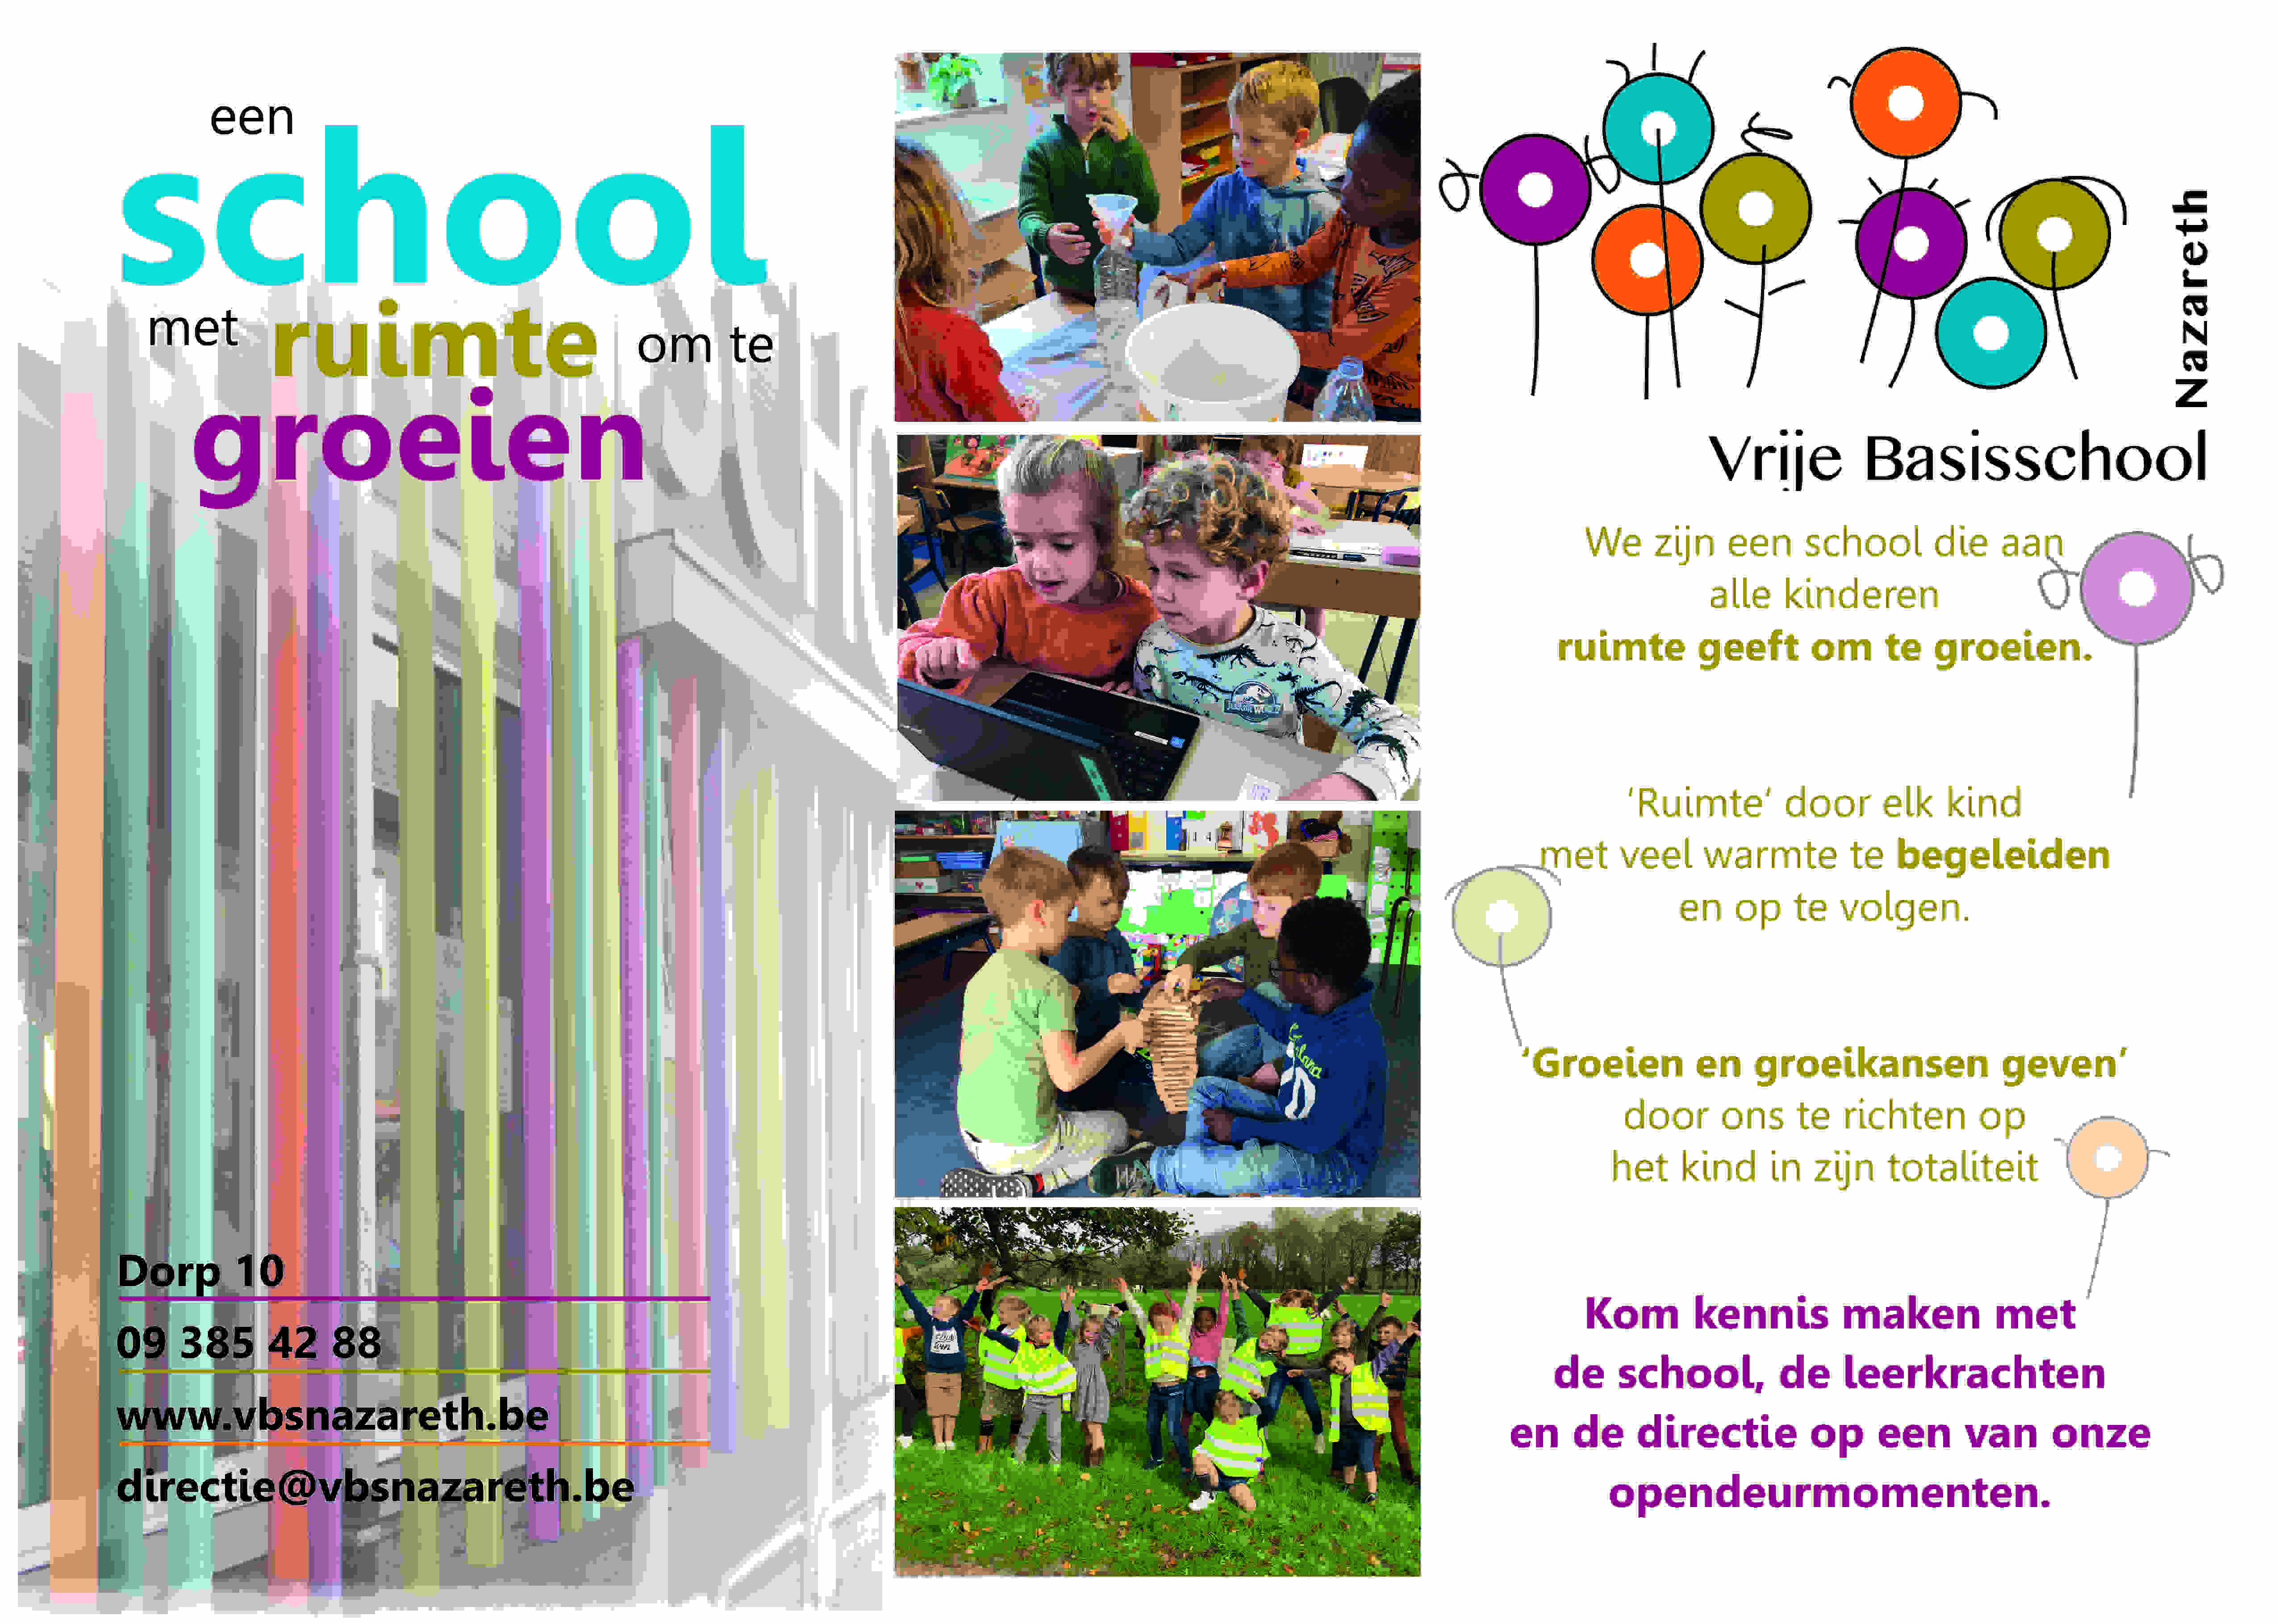 een
school
met ruimte om te
groeien
Dorp 10
09 385 42 88
www.vbsnazareth.be
directie@vbsnazareth.be
Nazareth
Vrije Basisschool
We zijn een school die aan
alle kinderen
ruimte geeft om te groeien.
‘Ruimte’ door elk kind
met veel warmte te begeleiden
en op te volgen.
‘Groeien en groeikansen geven’
door ons te richten op
het kind in zijn totaliteit
Kom kennis maken met
de school, de leerkrachten
en de directie op een van onze
opendeurmomenten.